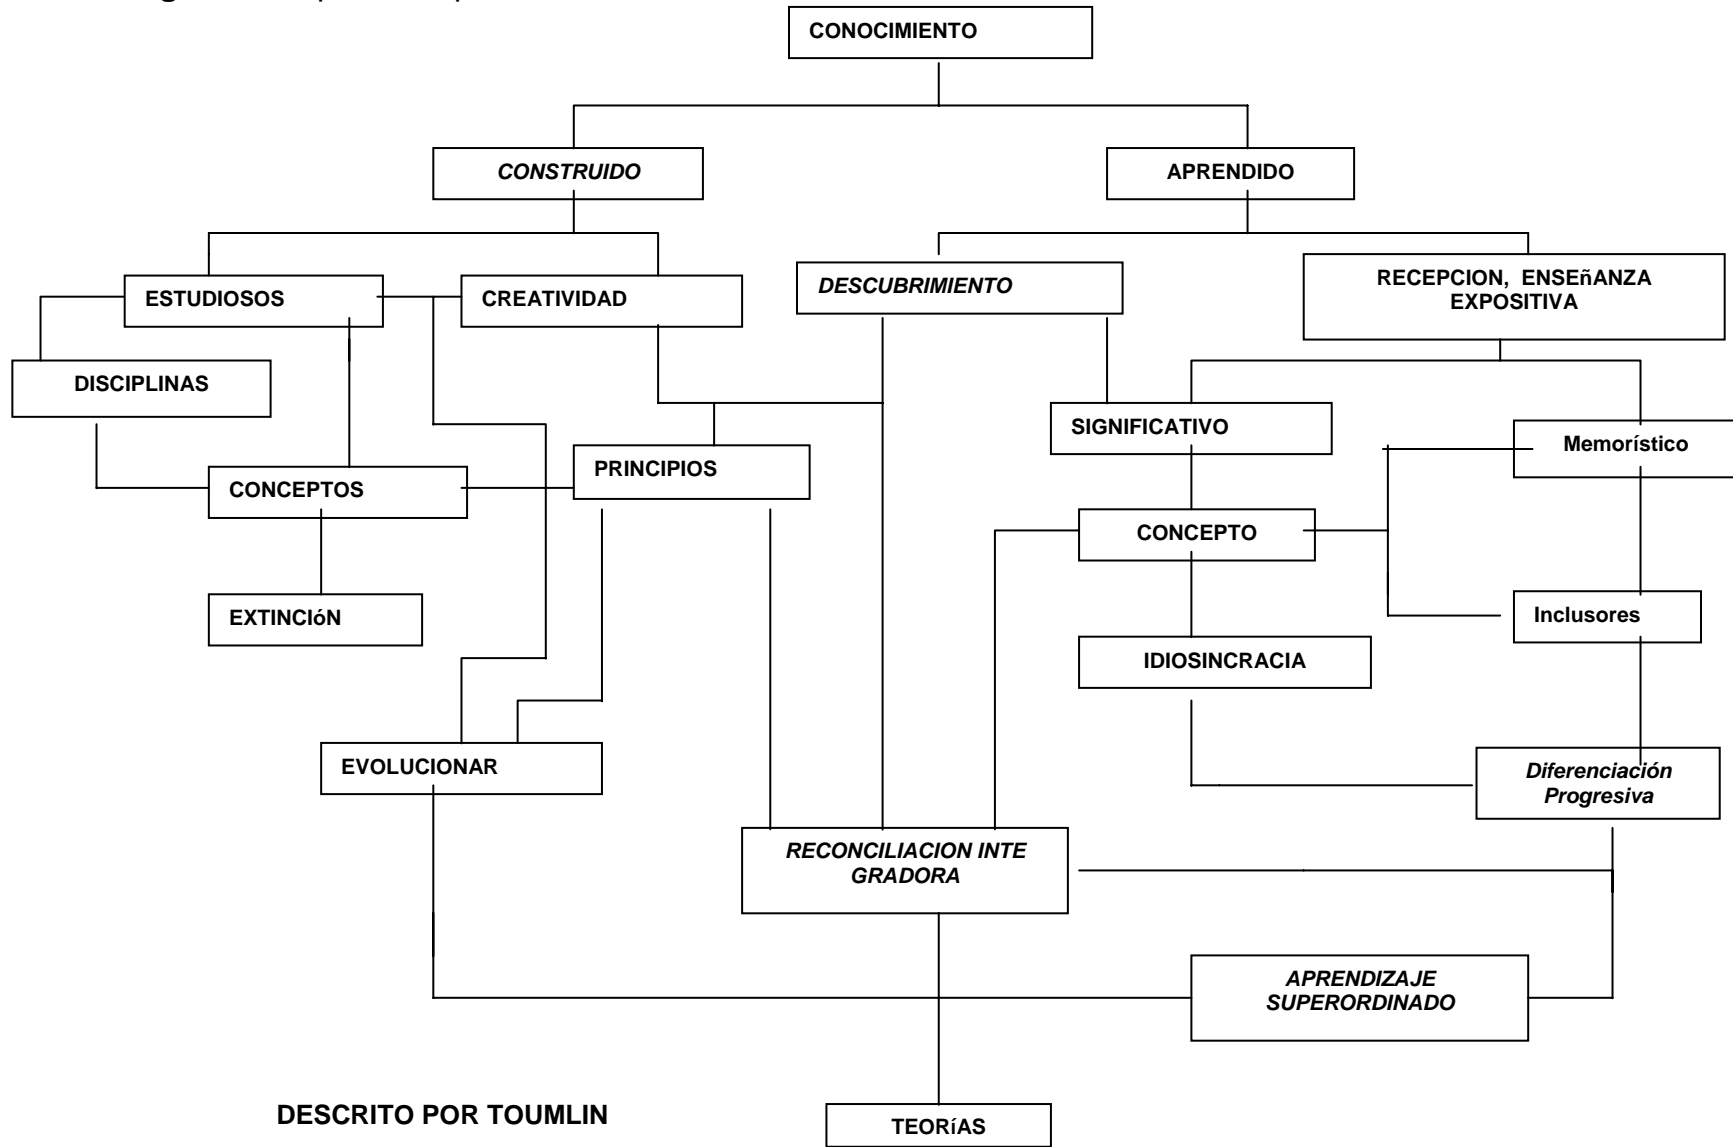 CONOCIMIENTO
CONSTRUIDO
APRENDIDO
ESTUDIOSOS
CREATIVIDAD
DESCUBRIMIENTO
RECEPCION, ENSEñANZA
EXPOSITIVA
DISCIPLINAS
SIGNIFICATIVO
Memorístico
CONCEPTOS
PRINCIPIOS
CONCEPTO
EXTINCIóN
Inclusores
IDIOSINCRACIA
EVOLUCIONAR
Diferenciación
Progresiva
RECONCILIACION INTE
GRADORA
APRENDIZAJE
SUPERORDINADO
DESCRITO POR TOUMLIN
TEORíAS